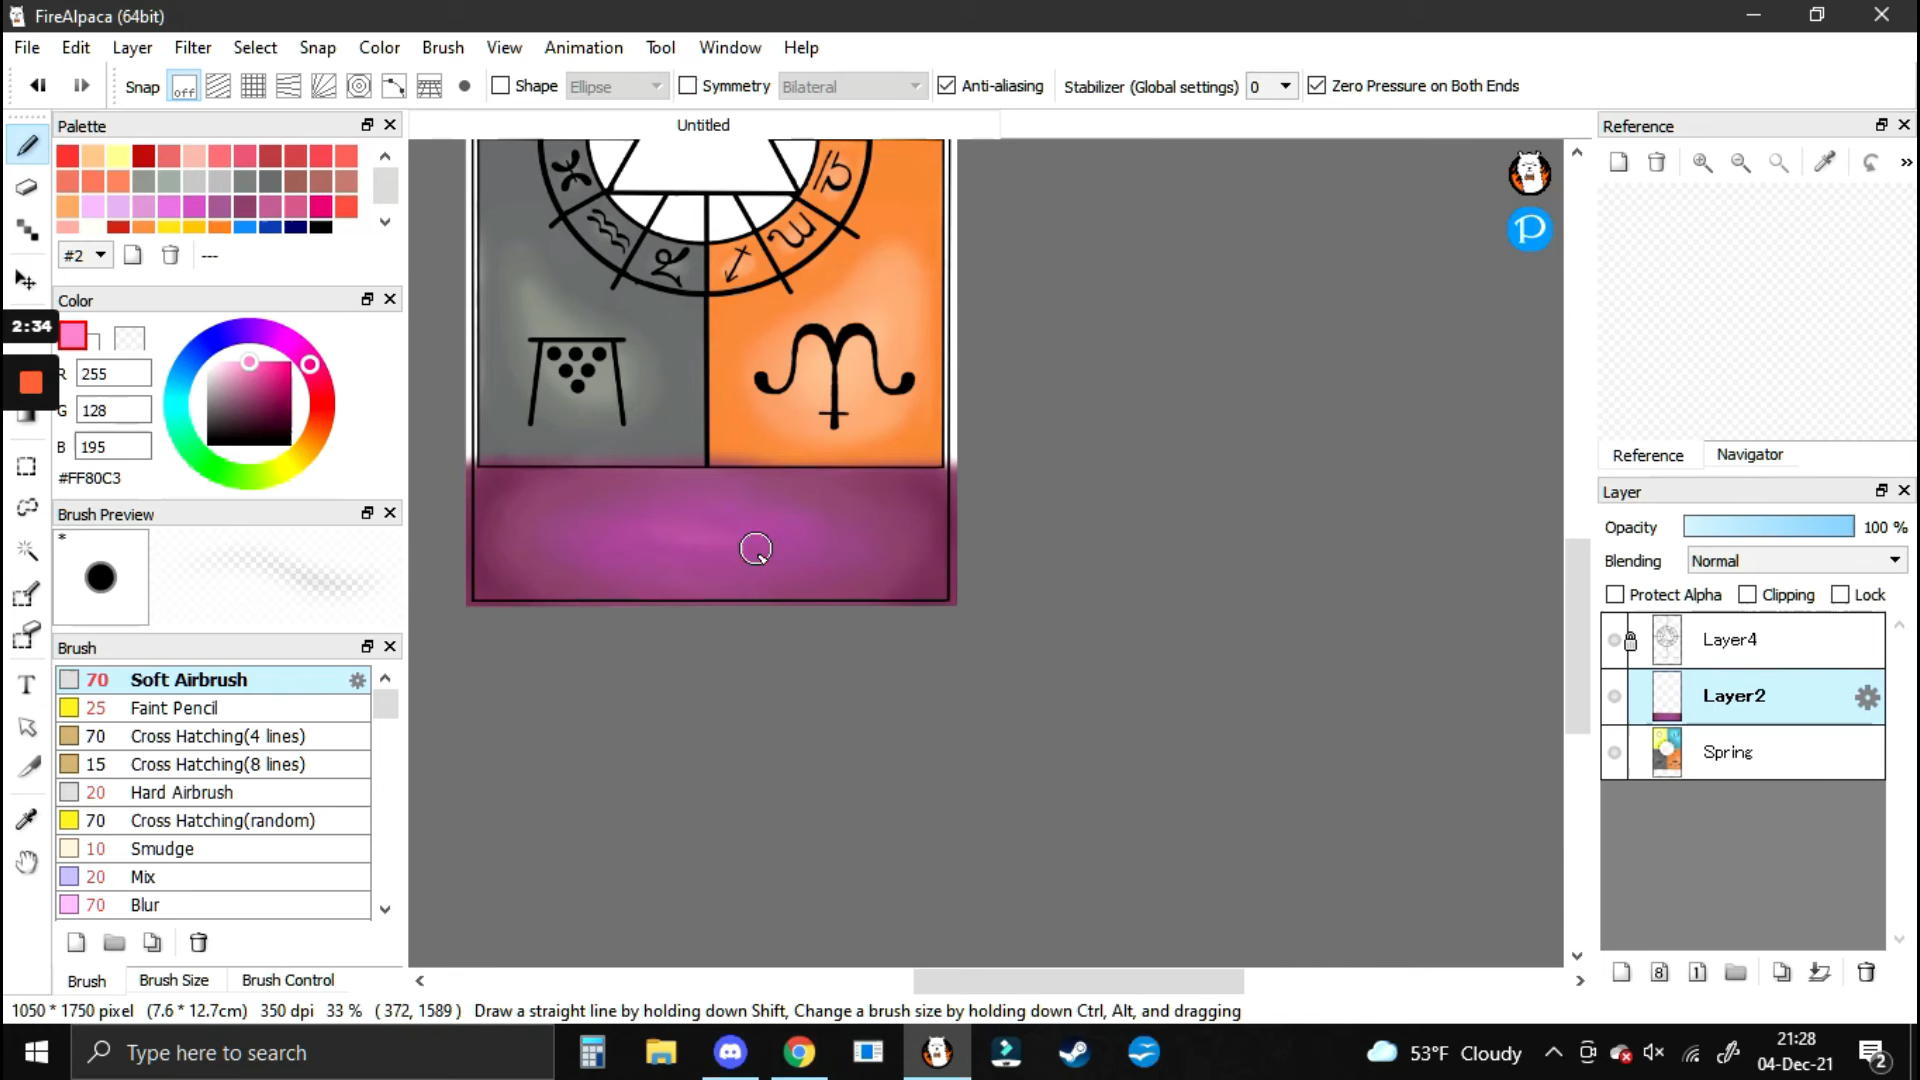 FireAlpaca (64bit)
File Edit Layer Filter Select Snap Color Brush View Animation Tool Window Help
Snap off Shape Ellipse Symmetry Bilateral Anti-aliasing Stabilizer (Global settings) 0 Zero Pressure on Both Ends
Palette
Untitled
Reference
#2 ---
Color
2:34
R 255
G 128
B 195
#FF80C3
Reference Navigator
Layer
Brush Preview
*
Opacity 100 %
Blending Normal
Protect Alpha Clipping Lock
Brush
Layer4
70 Soft Airbrush
Layer2
25 Faint Pencil
70 Cross Hatching(4 lines)
Spring
15 Cross Hatching(8 lines)
20 Hard Airbrush
70 Cross Hatching(random)
10 Smudge
20 Mix
70 Blur
Brush Brush Size Brush Control
1050 * 1750 pixel (7.6 * 12.7cm) 350 dpi 33 % ( 372, 1589 ) Draw a straight line by holding down Shift, Change a brush size by holding down Ctrl, Alt, and dragging
Type here to search
53°F Cloudy
21:28
04-Dec-21
2